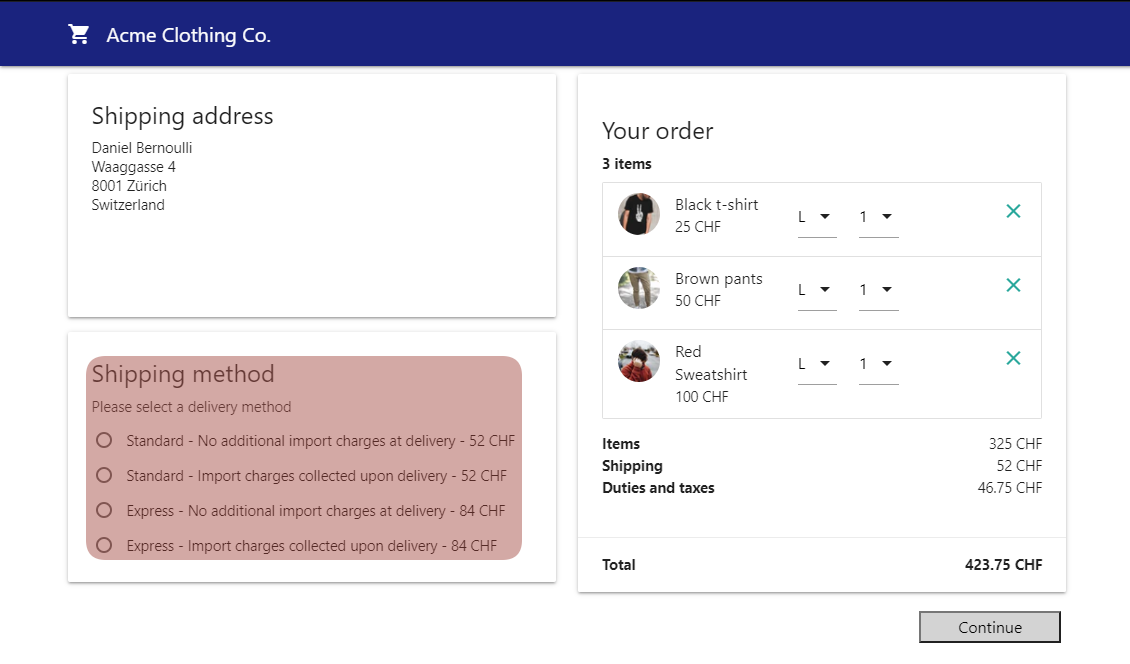 Acme Clothing Co.
Shipping address
Daniel Bernoulli
Waaggasse 4
8001 Zürich
Switzerland
Shipping method
Please select a delivery method
Standard - No additional import charges at delivery - 52 CHF
Standard - Import charges collected upon delivery - 52 CHF
Express - No additional import charges at delivery - 84 CHF
Express - Import charges collected upon delivery - 84 CHF
Your order
3 items
Black t-shirt L 1
25 CHF
Brown pants L 1
50 CHF
Red L 1
Sweatshirt
100 CHF
Items 325 CHF
Shipping 52 CHF
Duties and taxes 46.75 CHF
Total 423.75 CHF
Continue